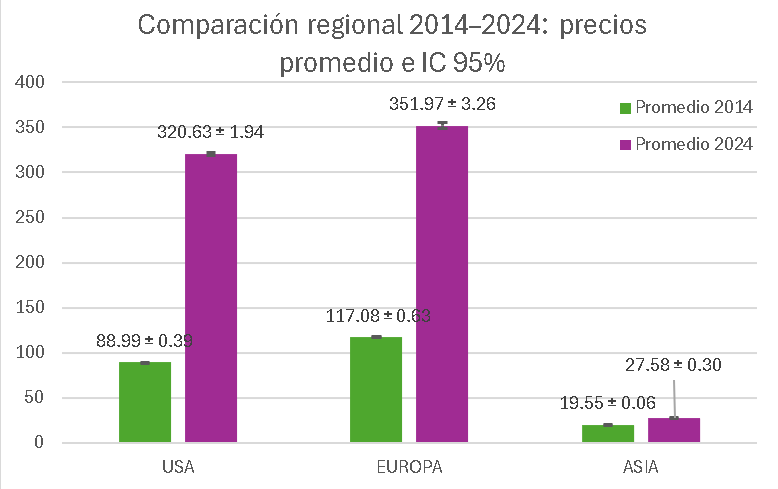 Comparación regional 2014–2024: precios
promedio e IC 95%
400
350
300
250
200
150
100
50
0
88.99 ± 0.39
320.63 ± 1.94
117.08 ± 0.63
351.97 ± 3.26
19.55 ± 0.06
27.58 ± 0.30
Promedio 2014
Promedio 2024
USA
EUROPA
ASIA